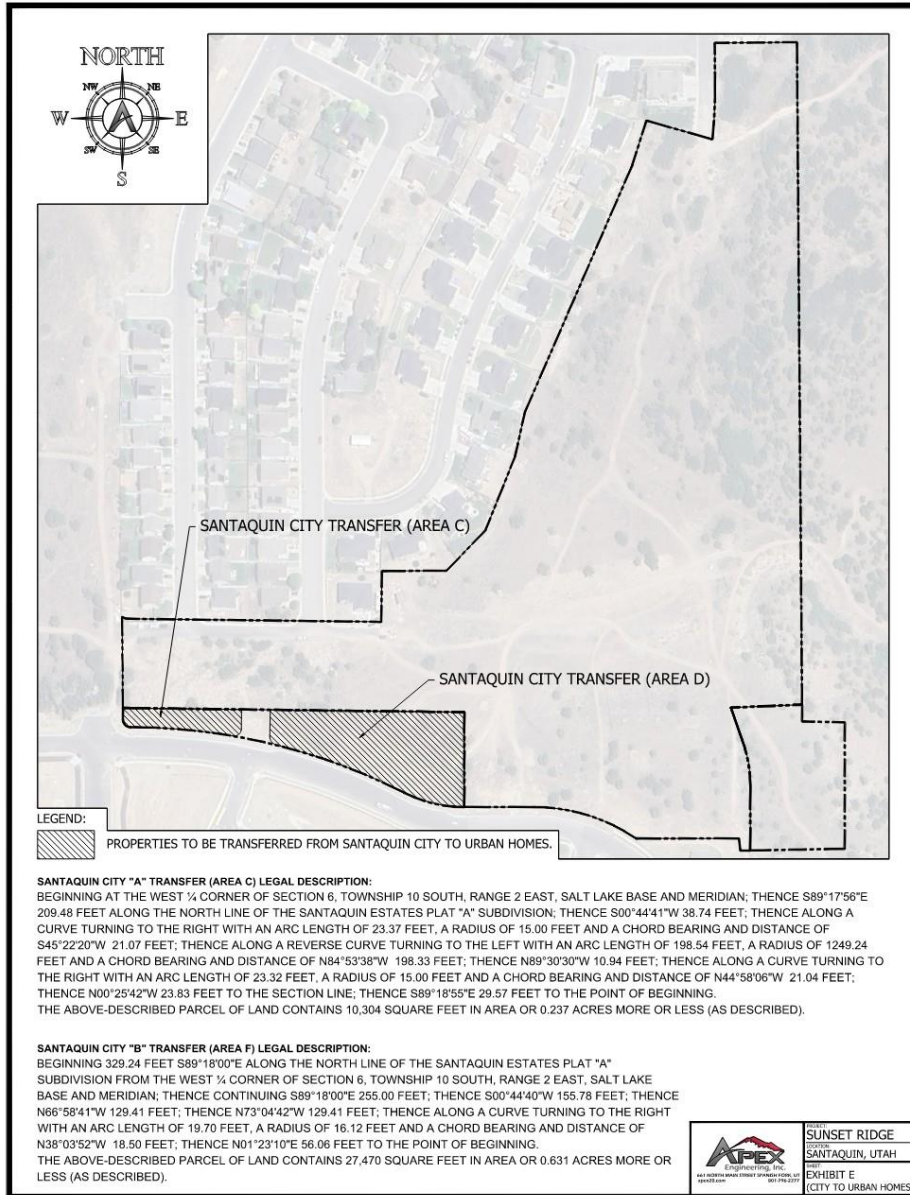 NORTH
NW NE
W E
SW SE
S
SANTAQUIN CITY TRANSFER (AREA C)
SANTAQUIN CITY TRANSFER (AREA D)
LEGEND:
PROPERTIES TO BE TRANSFERRED FROM SANTAQUIN CITY TO URBAN HOMES.
SANTAQUIN CITY "A" TRANSFER (AREA C) LEGAL DESCRIPTION:
BEGINNING AT THE WEST ¼ CORNER OF SECTION 6, TOWNSHIP 10 SOUTH, RANGE 2 EAST, SALT LAKE BASE AND MERIDIAN; THENCE S89°17'56"E
209.48 FEET ALONG THE NORTH LINE OF THE SANTAQUIN ESTATES PLAT "A" SUBDIVISION; THENCE S00°44'41"W 38.74 FEET; THENCE ALONG A
CURVE TURNING TO THE RIGHT WITH AN ARC LENGTH OF 23.37 FEET, A RADIUS OF 15.00 FEET AND A CHORD BEARING AND DISTANCE OF
S45°22'20"W 21.07 FEET; THENCE ALONG A REVERSE CURVE TURNING TO THE LEFT WITH AN ARC LENGTH OF 198.54 FEET, A RADIUS OF 1249.24
FEET AND A CHORD BEARING AND DISTANCE OF N84°53'38"W 198.33 FEET; THENCE N89°30'30"W 10.94 FEET; THENCE ALONG A CURVE TURNING TO
THE RIGHT WITH AN ARC LENGTH OF 23.32 FEET, A RADIUS OF 15.00 FEET AND A CHORD BEARING AND DISTANCE OF N44°58'06"W 21.04 FEET;
THENCE N00°25'42"W 23.83 FEET TO THE SECTION LINE; THENCE S89°18'55"E 29.57 FEET TO THE POINT OF BEGINNING.
THE ABOVE-DESCRIBED PARCEL OF LAND CONTAINS 10,304 SQUARE FEET IN AREA OR 0.237 ACRES MORE OR LESS (AS DESCRIBED).
SANTAQUIN CITY "B" TRANSFER (AREA F) LEGAL DESCRIPTION:
BEGINNING 329.24 FEET S89°18'00"E ALONG THE NORTH LINE OF THE SANTAQUIN ESTATES PLAT "A"
SUBDIVISION FROM THE WEST ¼ CORNER OF SECTION 6, TOWNSHIP 10 SOUTH, RANGE 2 EAST, SALT LAKE
BASE AND MERIDIAN; THENCE CONTINUING S89°18'00"E 255.00 FEET; THENCE S00°44'40"W 155.78 FEET; THENCE
N66°58'41"W 129.41 FEET; THENCE N73°04'42"W 129.41 FEET; THENCE ALONG A CURVE TURNING TO THE RIGHT
WITH AN ARC LENGTH OF 19.70 FEET, A RADIUS OF 16.12 FEET AND A CHORD BEARING AND DISTANCE OF
N38°03'52"W 18.50 FEET; THENCE N01°23'10"E 56.06 FEET TO THE POINT OF BEGINNING.
THE ABOVE-DESCRIBED PARCEL OF LAND CONTAINS 27,470 SQUARE FEET IN AREA OR 0.631 ACRES MORE OR
LESS (AS DESCRIBED).
APEX
Engineering, Inc.
661 NORTH MAIN STREET SPANISH FORK, UT
PROJECT:
SUNSET RIDGE
LOCATION:
SANTAQUIN, UTAH
SHEET:
EXHIBIT E
(CITY TO URBAN HOMES